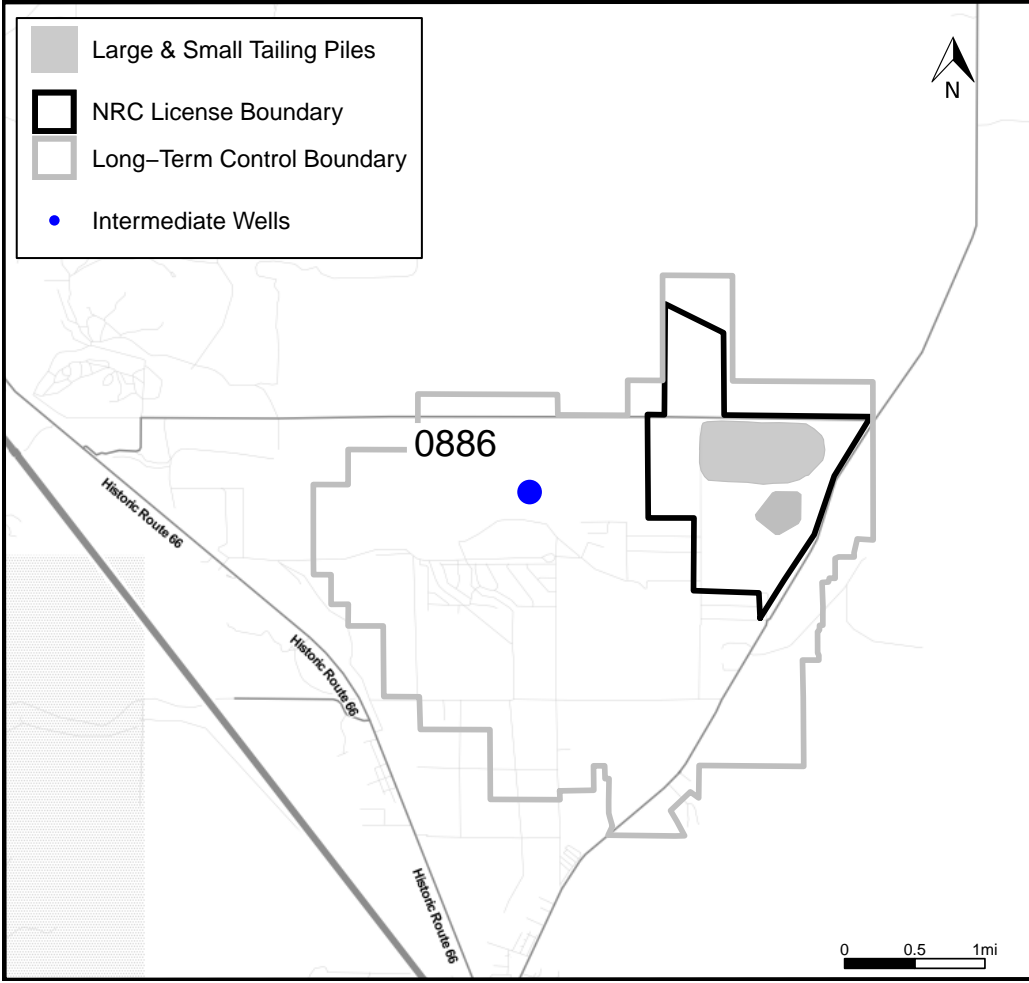 Large & Small Tailing Piles
NRC License Boundary
Long−Term Control Boundary
Intermediate Wells
N
0886
Historic Route 66
Historic Route 66
Historic Route 66
0 0.5 1mi